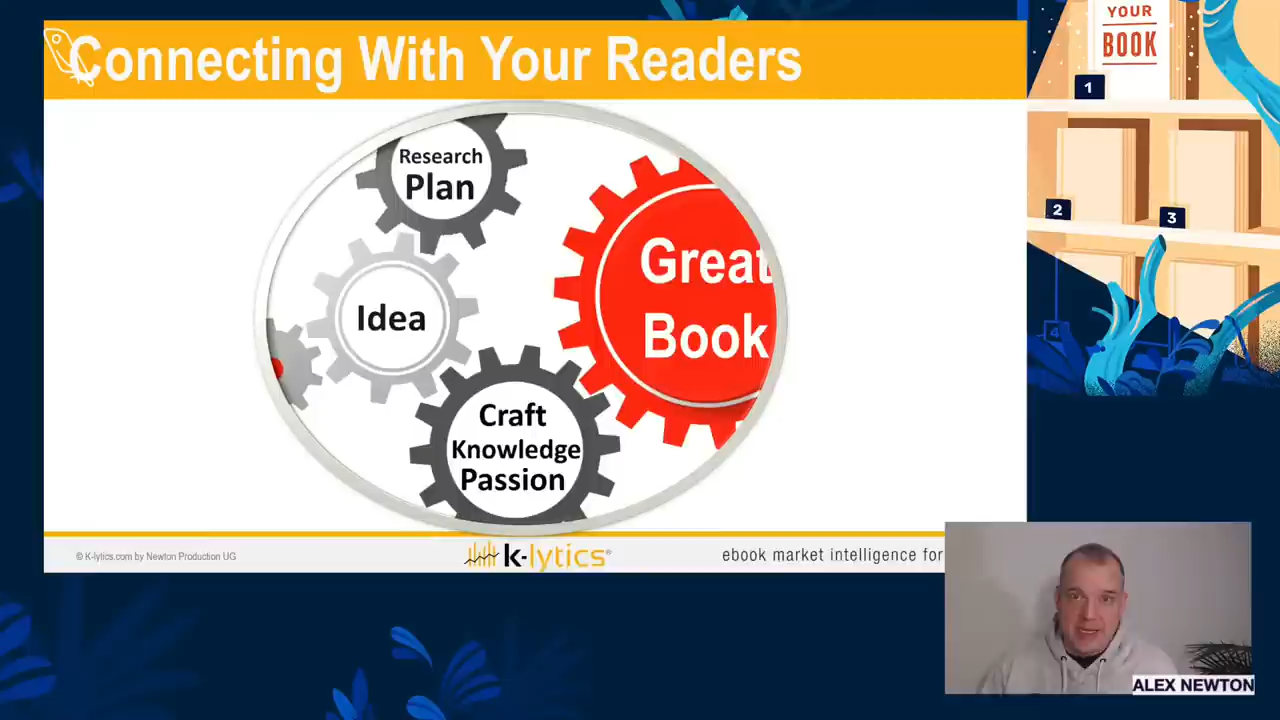 Connecting With Your Readers
YOUR
BOOK
1
2
3
4
Research
Plan
Idea
Craft
Knowledge
Passion
Great
Book
© K-lytics.com by Newton Production UG
k-lytics®
ebook market intelligence for
ALEX NEWTON